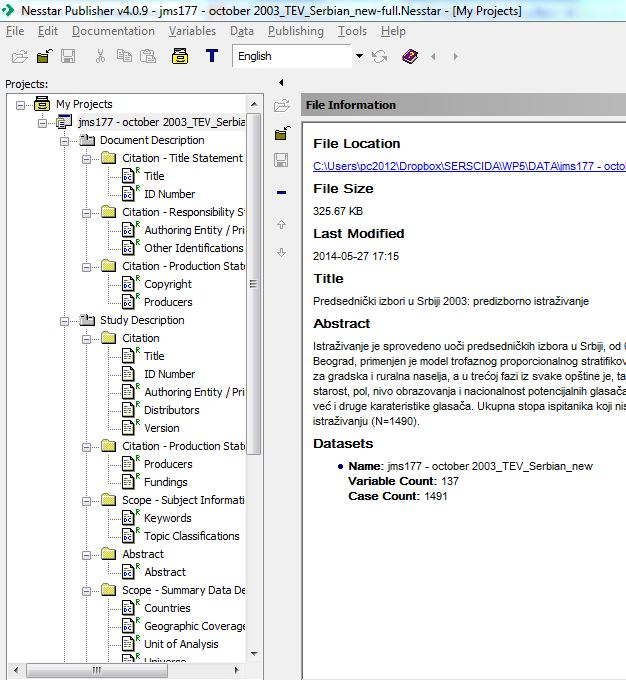 Nesstar Publisher v4.0.9 - jms177 - october 2003_TEV_Serbian_new-full.Nesstar - [My Projects]
File Edit Documentation Variables Data Publishing Tools Help
T English
Projects:
My Projects
jms177 - october 2003_TEV_Serbia
Document Description
Citation - Title Statement
Title
ID Number
Citation - Responsibility S
Authoring Entity / Pri
Other Identifications
Citation - Production State
Copyright
Producers
Study Description
Citation
Title
ID Number
Authoring Entity / Pri
Distributors
Version
Citation - Production State
Producers
Fundings
Scope - Subject Informati
Keywords
Topic Classifications
Abstract
Abstract
Scope - Summary Data De
Countries
Geographic Coverage
Unit of Analysis
Universe
File Information
File Location
C:\Users\pc2012\Dropbox\SERSCIDA\WP5\DATA\jms177 - octo
File Size
325.67 KB
Last Modified
2014-05-27 17:15
Title
Predsednički izbori u Srbiji 2003: predizborno istraživanje
Abstract
Istraživanje je sprovedeno uoči predsedničkih izbora u Srbiji, od
Beograd, primenjen je model trofaznog proporcionalnog stratifikov
za gradska i ruralna naselja, a u trećoj fazi iz svake opštine je, ta
starost, pol, nivo obrazovanja i nacionalnost potencijalnih glasača
već i druge karateristike glasača. Ukupna stopa ispitanika koji nis
istraživanju (N=1490).
Datasets
Name: jms177 - october 2003_TEV_Serbian_new
Variable Count: 137
Case Count: 1491